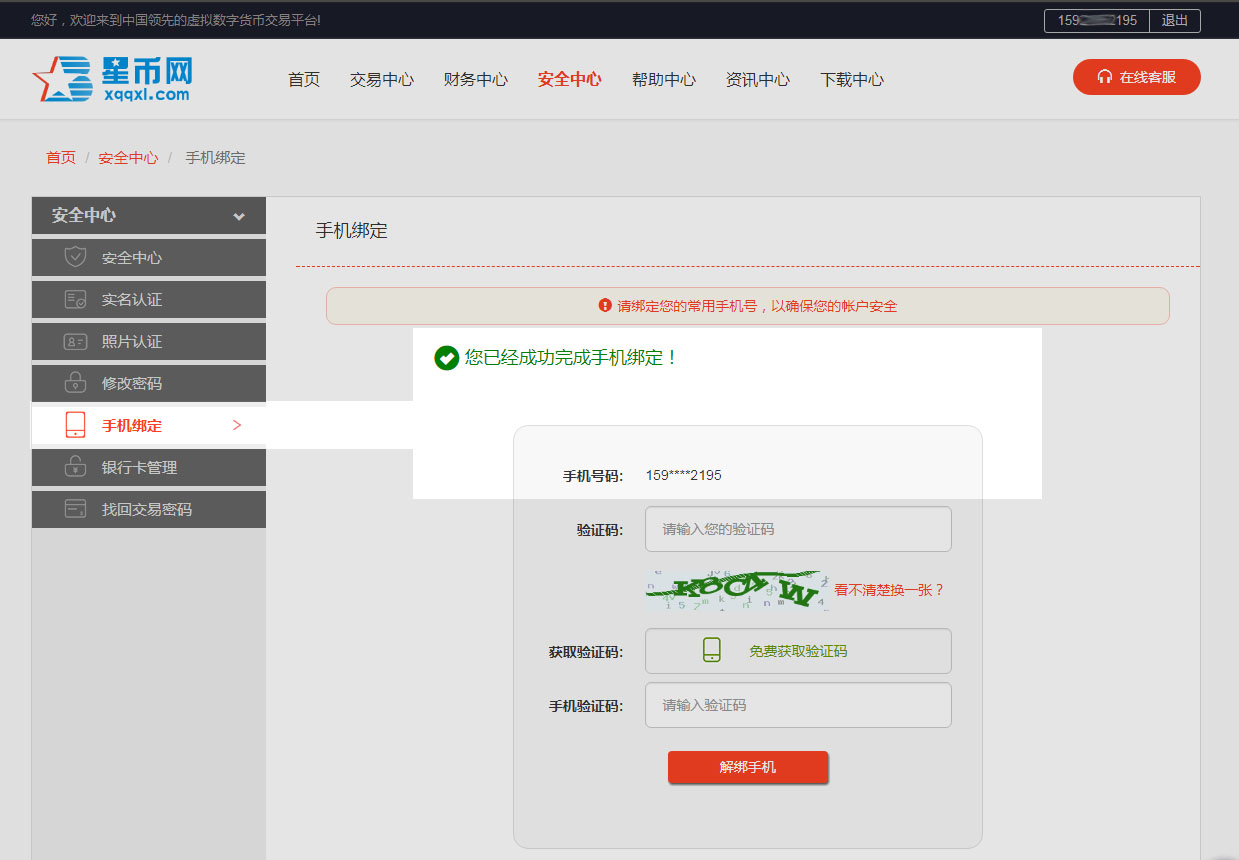 您好，欢迎来到中国领先的虚拟数字货币交易平台!
159 2195 退出
星币网
xqqxl.com
首页 交易中心 财务中心 安全中心 帮助中心 资讯中心 下载中心
在线客服
首页 / 安全中心 / 手机绑定
安全中心
安全中心
实名认证
照片认证
修改密码
手机绑定 >
银行卡管理
找回交易密码
手机绑定
请绑定您的常用手机号，以确保您的帐户安全
您已经成功完成手机绑定！
手机号码: 159****2195
验证码: 请输入您的验证码
看不清楚换一张？
获取验证码: 免费获取验证码
手机验证码: 请输入验证码
解绑手机